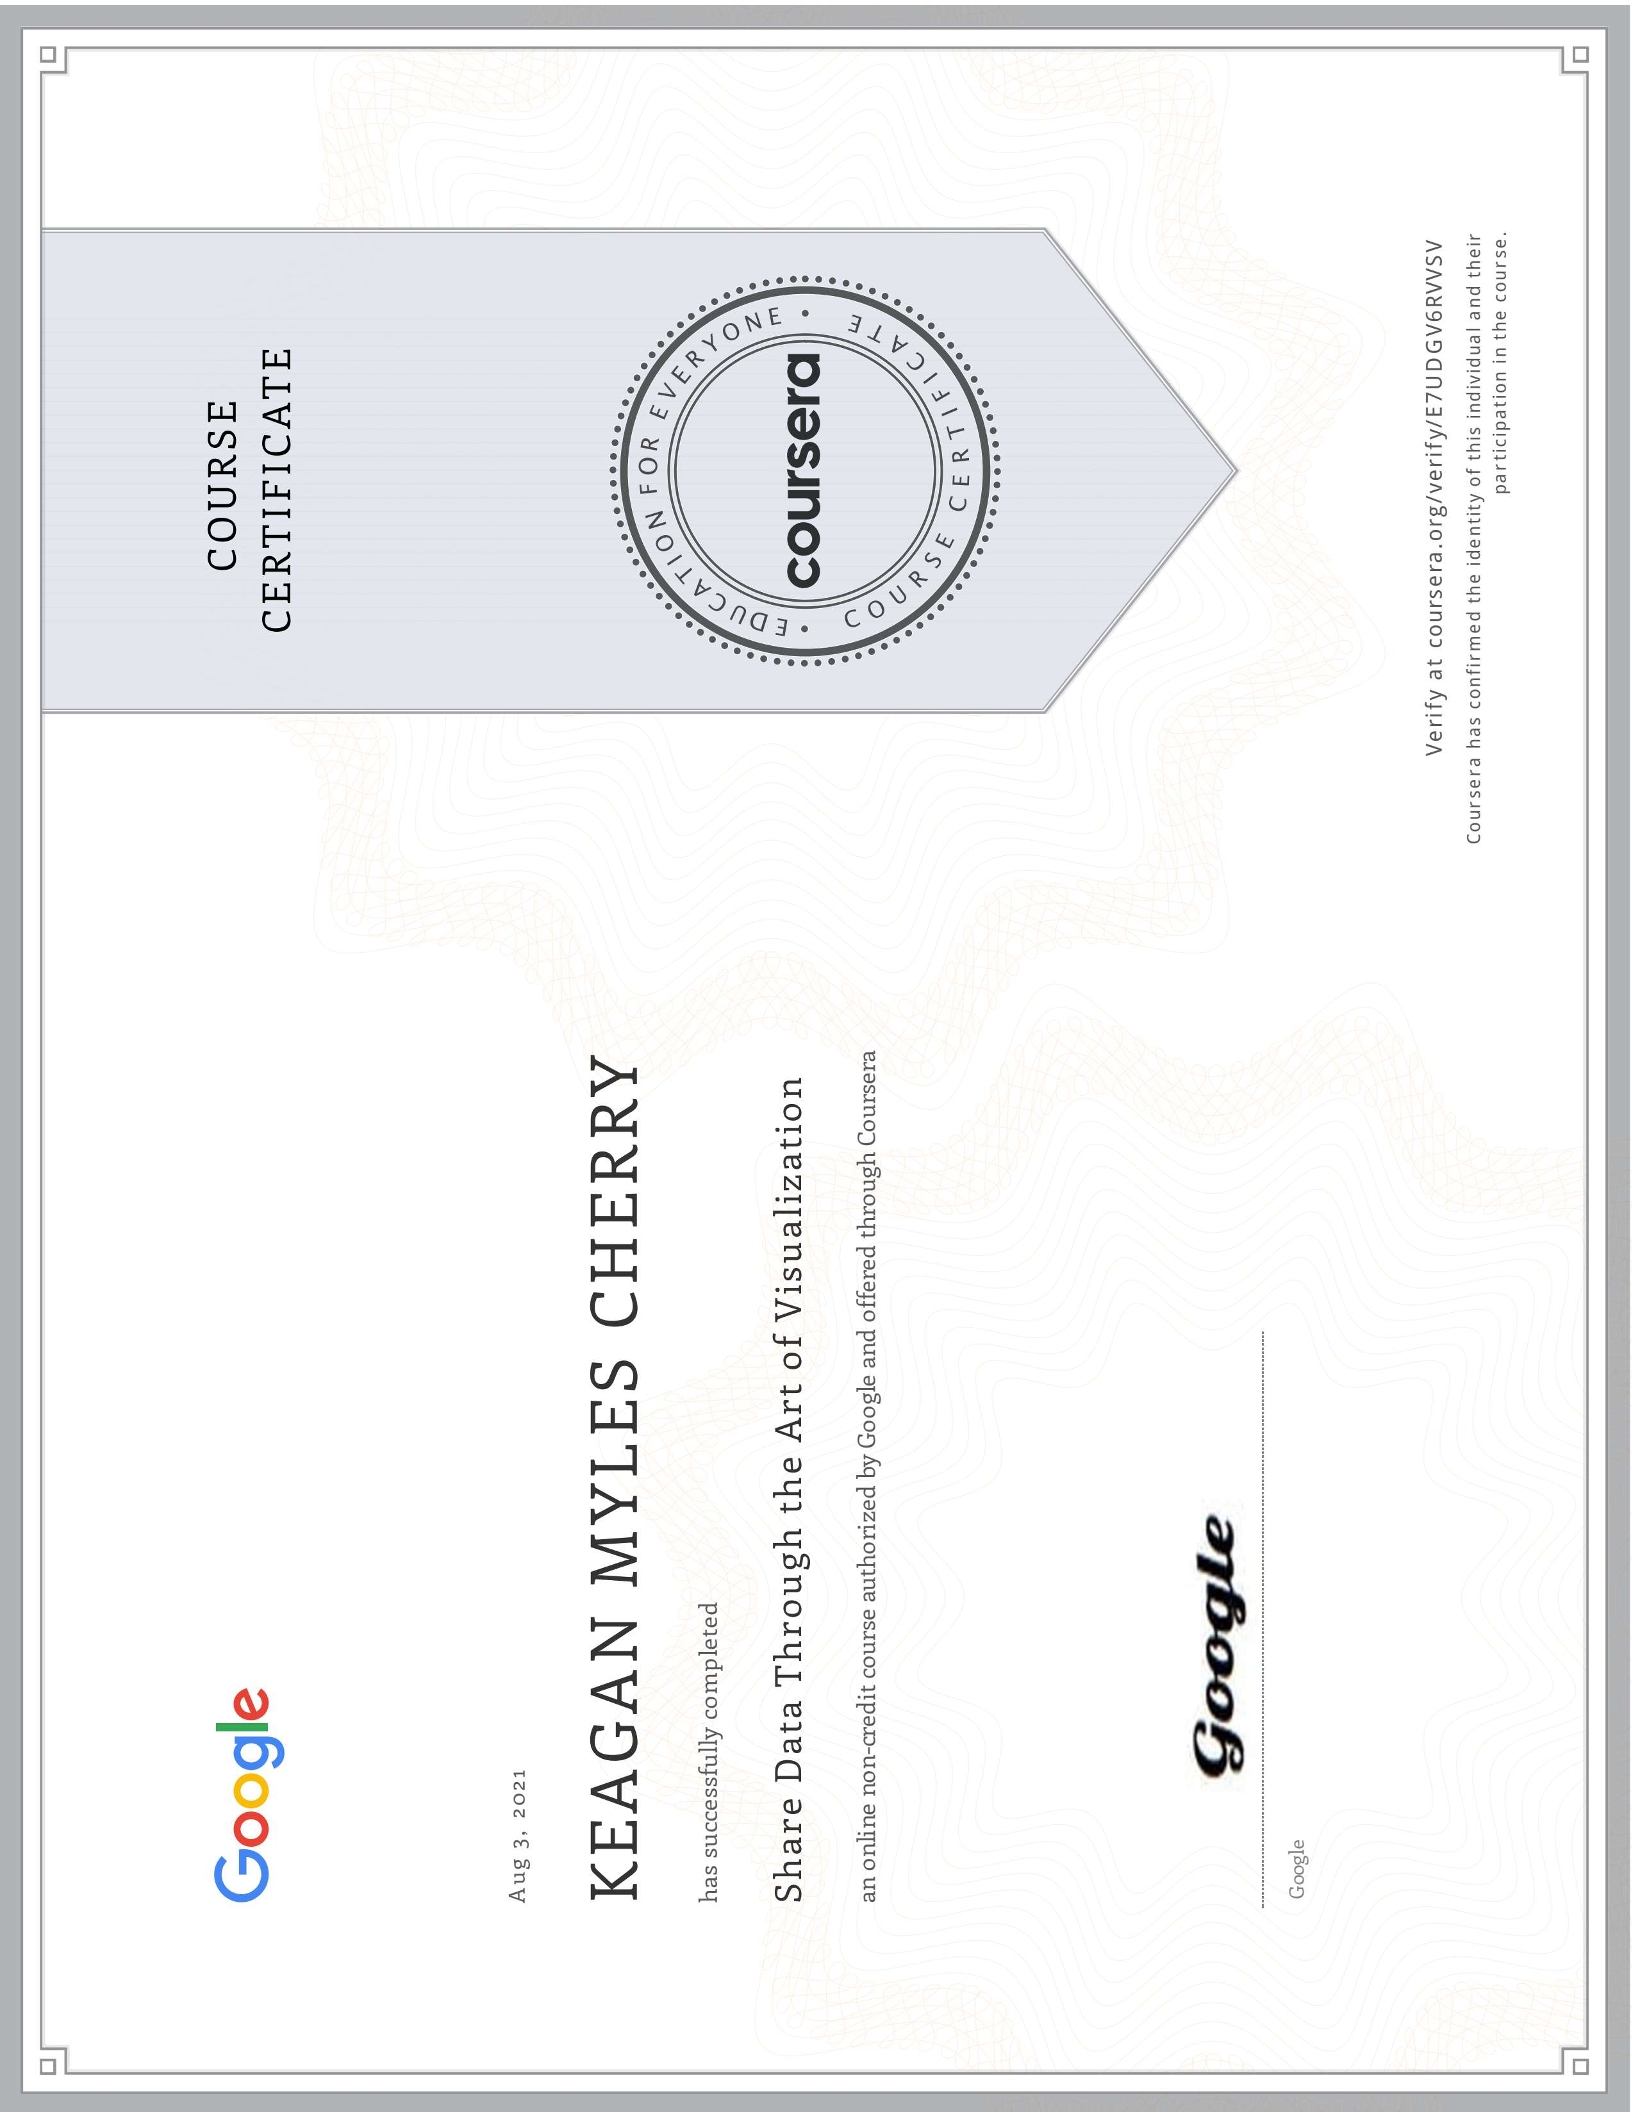 Google
COURSE
CERTIFICATE
Aug 3, 2021
KEAGAN MYLES CHERRY
has successfully completed
Share Data Through the Art of Visualization
an online non-credit course authorized by Google and offered through Coursera
EDUCATION FOR EVERYONE
coursera
COURSE CERTIFICATE
Google
Google
Verify at coursera.org/verify/E7UDGV6RVVSV
Coursera has confirmed the identity of this individual and their
participation in the course.